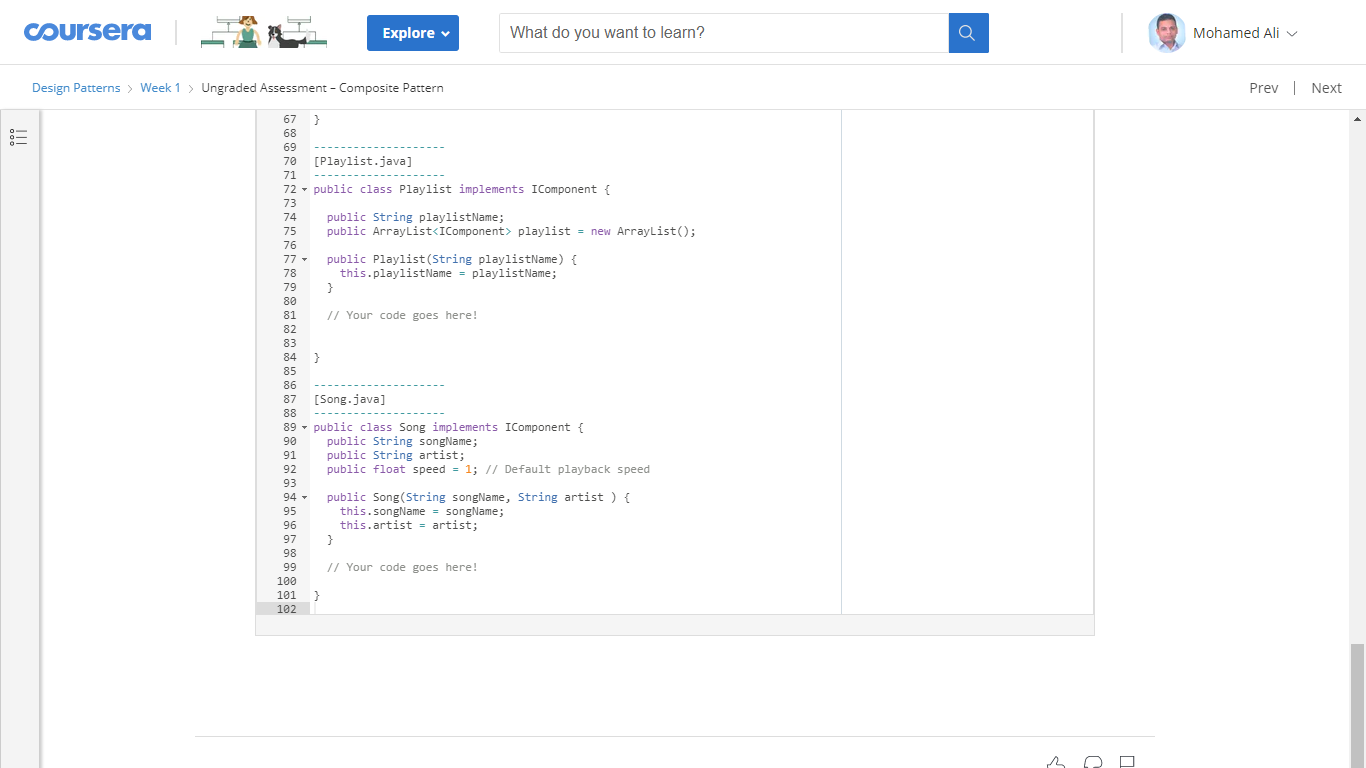 coursera
Explore
What do you want to learn?
Mohamed Ali
Design Patterns > Week 1 > Ungraded Assessment – Composite Pattern
Prev | Next
67 }
68
69 --------------------
70 [Playlist.java]
71 --------------------
72 public class Playlist implements IComponent {
73
74   public String playlistName;
75   public ArrayList<IComponent> playlist = new ArrayList();
76
77   public Playlist(String playlistName) {
78     this.playlistName = playlistName;
79   }
80
81   // Your code goes here!
82
83
84 }
85
86 --------------------
87 [Song.java]
88 --------------------
89 public class Song implements IComponent {
90   public String songName;
91   public String artist;
92   public float speed = 1; // Default playback speed
93
94   public Song(String songName, String artist ) {
95     this.songName = songName;
96     this.artist = artist;
97   }
98
99   // Your code goes here!
100
101 }
102